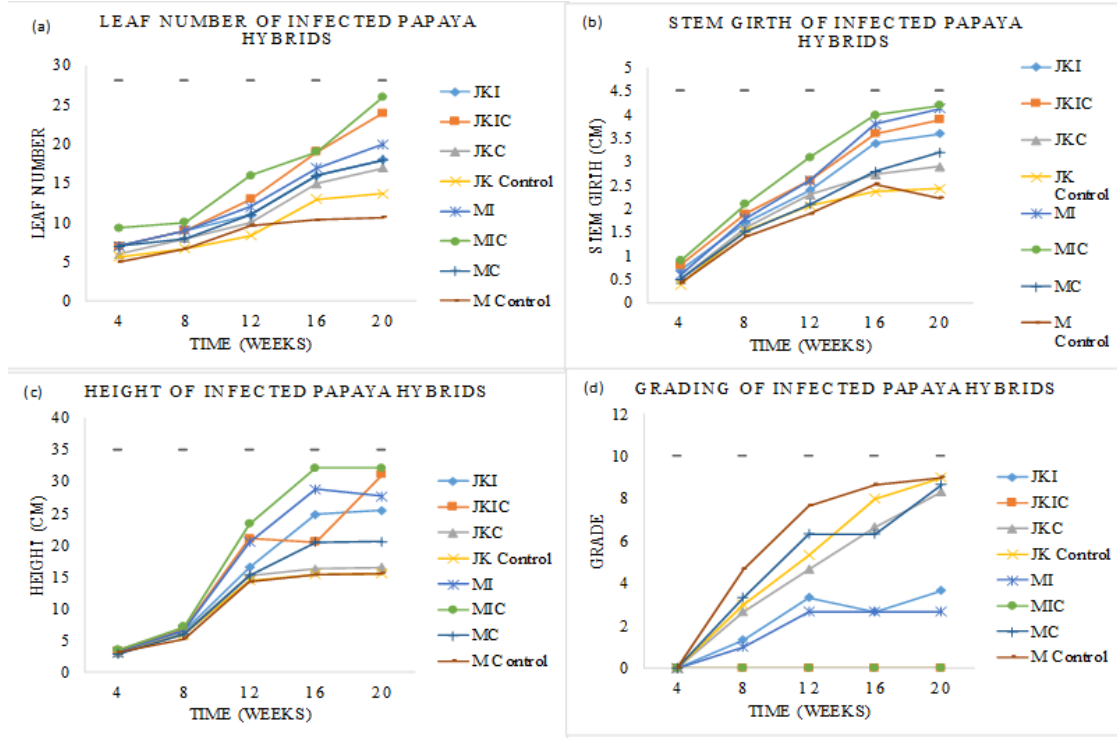 (a)
LEAF NUMBER OF INFECTED PAPAYA
HYBRIDS
30
25
20
15
10
5
0
LEAF NUMBER
4 8 12 16 20
TIME (WEEKS)
JKI
JKIC
JKC
JK Control
MI
MIC
MC
M Control
(b)
STEM GIRTH OF INFECTED PAPAYA
HYBRIDS
5
4.5
4
3.5
3
2.5
2
1.5
1
0.5
0
STEM GIRTH (CM)
4 8 12 16 20
TIME (WEEKS)
JKI
JKIC
JKC
JK
Control
MI
MIC
MC
M
Control
(c)
HEIGHT OF INFECTED PAPAYA HYBRIDS
40
35
30
25
20
15
10
5
0
HEIGHT (CM)
4 8 12 16 20
TIME (WEEKS)
JKI
JKIC
JKC
JK Control
MI
MIC
MC
M Control
(d)
GRADING OF INFECTED PAPAYA HYBRIDS
12
10
8
6
4
2
0
GRADE
4 8 12 16 20
TIME (WEEKS)
JKI
JKIC
JKC
JK Control
MI
MIC
MC
M Control